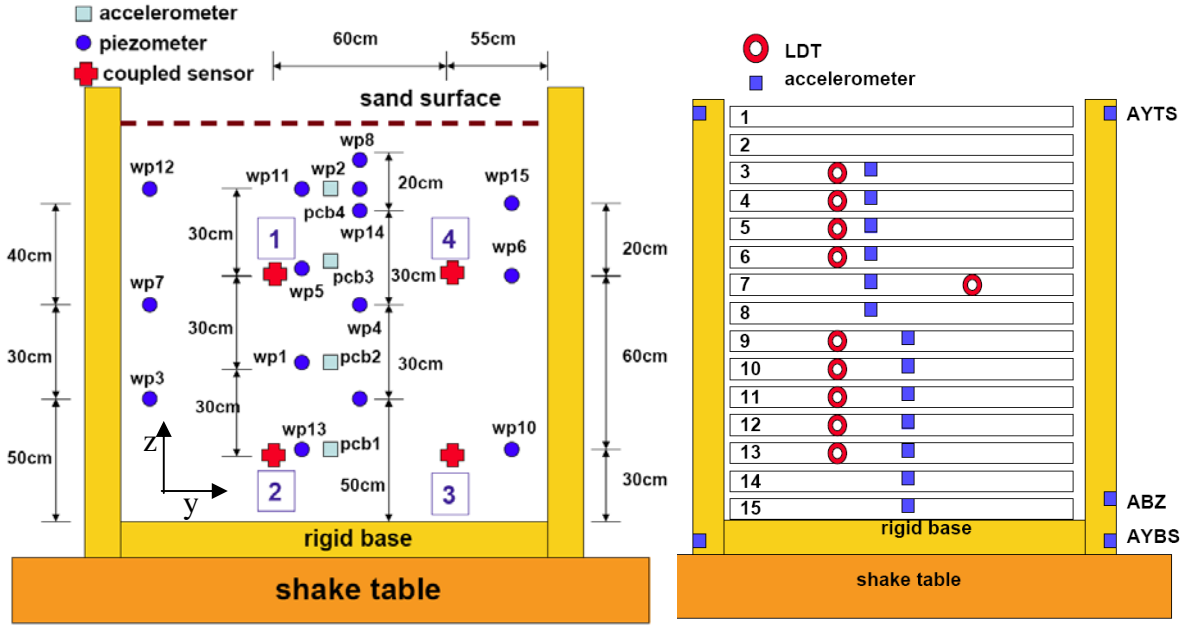 accelerometer
piezometer
coupled sensor
60cm
55cm
sand surface
wp8
wp12
wp11
wp2
20cm
wp15
pcb4
wp14
30cm
1
4
wp6
20cm
40cm
pcb3
30cm
wp5
wp7
wp4
30cm
wp1
pcb2
60cm
30cm
30cm
wp3
30cm
wp13
pcb1
wp10
z
50cm
2
50cm
3
30cm
y
rigid base
shake table
LDT
accelerometer
1
AYTS
2
3
4
5
6
7
8
9
10
11
12
13
14
ABZ
15
rigid base
AYBS
shake table